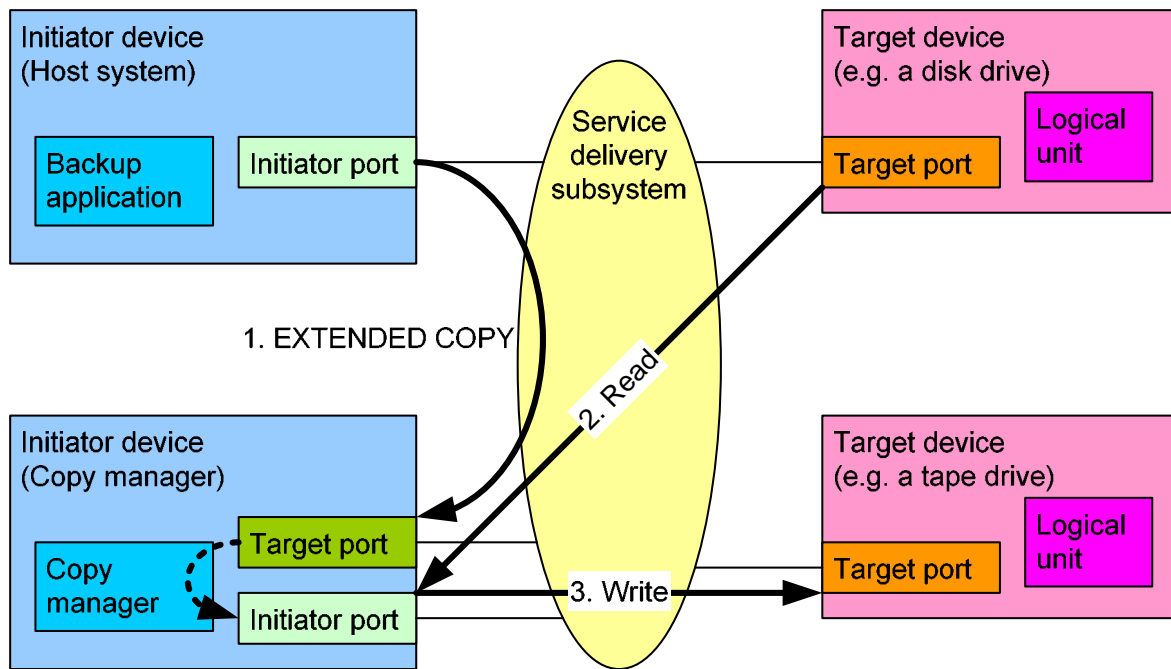 Initiator device
(Host system)
Backup
application
Initiator port
Service
delivery
subsystem
Target device
(e.g. a disk drive)
Logical
unit
Target port
1. EXTENDED COPY
2. Read
Initiator device
(Copy manager)
Target port
Copy
manager
Initiator port
3. Write
Target device
(e.g. a tape drive)
Logical
unit
Target port